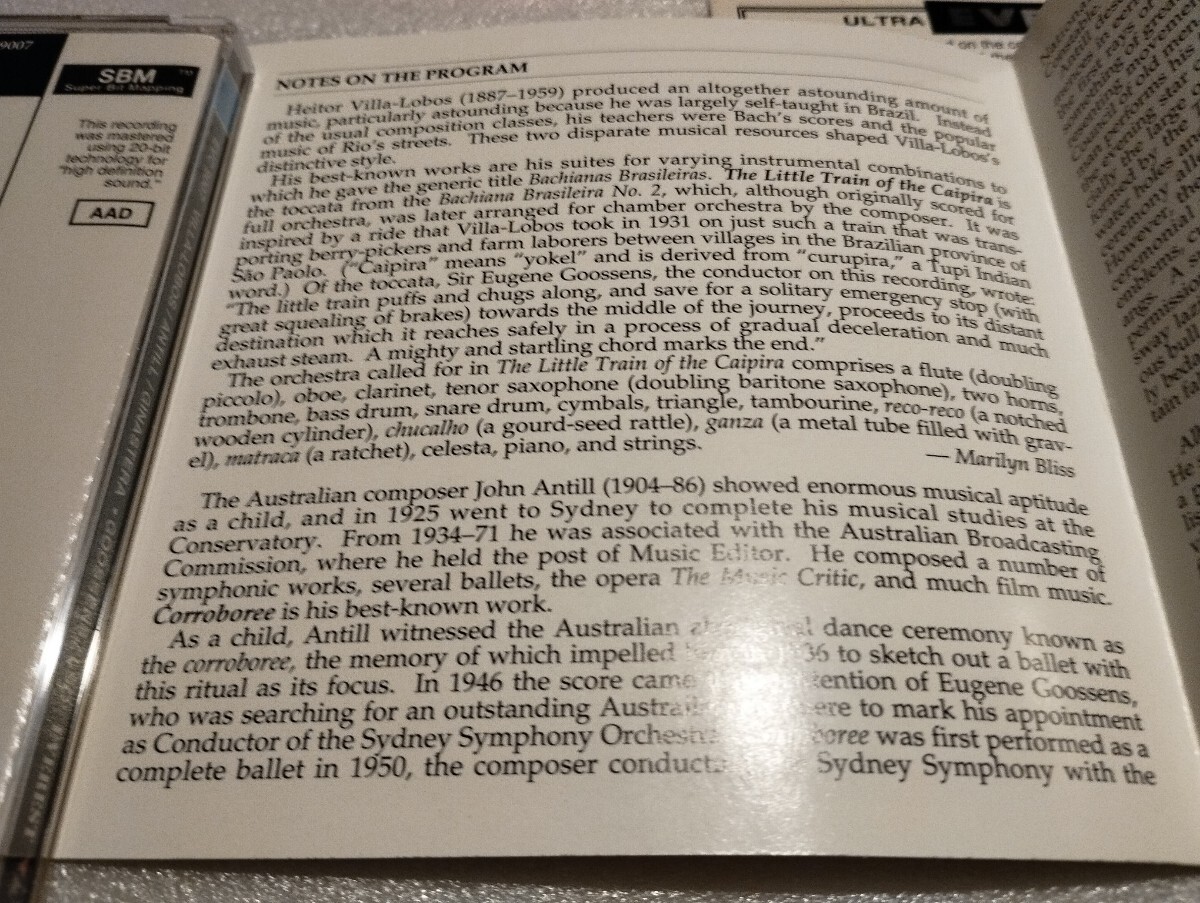 9007
SBM ™
Super Bit Mapping
This recording
was mastered
using 20-bit
technology for
"high definition
sound."
AAD
ULTRA
NOTES ON THE PROGRAM
Heitor Villa-Lobos (1887–1959) produced an altogether astounding amount of
music, particularly astounding because he was largely self-taught in Brazil. Instead
of the usual composition classes, his teachers were Bach's scores and the popular
music of Rio's streets. These two disparate musical resources shaped Villa-Lobos's
distinctive style.
His best-known works are his suites for varying instrumental combinations to
which he gave the generic title Bachianas Brasileiras. The Little Train of the Caipira is
the toccata from the Bachiana Brasileira No. 2, which, although originally scored for
full orchestra, was later arranged for chamber orchestra by the composer. It was
inspired by a ride that Villa-Lobos took in 1931 on just such a train that was trans-
porting berry-pickers and farm laborers between villages in the Brazilian province of
São Paolo. ("Caipira" means "yokel" and is derived from "curupira," a Tupi Indian
word.) Of the toccata, Sir Eugene Goossens, the conductor on this recording, wrote:
"The little train puffs and chugs along, and save for a solitary emergency stop (with
great squealing of brakes) towards the middle of the journey, proceeds to its distant
destination which it reaches safely in a process of gradual deceleration and much
exhaust steam. A mighty and startling chord marks the end."
The orchestra called for in The Little Train of the Caipira comprises a flute (doubling
piccolo), oboe, clarinet, tenor saxophone (doubling baritone saxophone), two horns,
trombone, bass drum, snare drum, cymbals, triangle, tambourine, reco-reco (a notched
wooden cylinder), chucalho (a gourd-seed rattle), ganza (a metal tube filled with grav-
el), matraca (a ratchet), celesta, piano, and strings.
— Marilyn Bliss
The Australian composer John Antill (1904–86) showed enormous musical aptitude
as a child, and in 1925 went to Sydney to complete his musical studies at the
Conservatory. From 1934–71 he was associated with the Australian Broadcasting
Commission, where he held the post of Music Editor. He composed a number of
symphonic works, several ballets, the opera The Music Critic, and much film music.
Corroboree is his best-known work.
As a child, Antill witnessed the Australian dance ceremony known as
the corroboree, the memory of which impelled to sketch out a ballet with
this ritual as its focus. In 1946 the score came of Eugene Goossens,
who was searching for an outstanding to mark his appointment
as Conductor of the Sydney Symphony was first performed as a
complete ballet in 1950, the composer Sydney Symphony with the